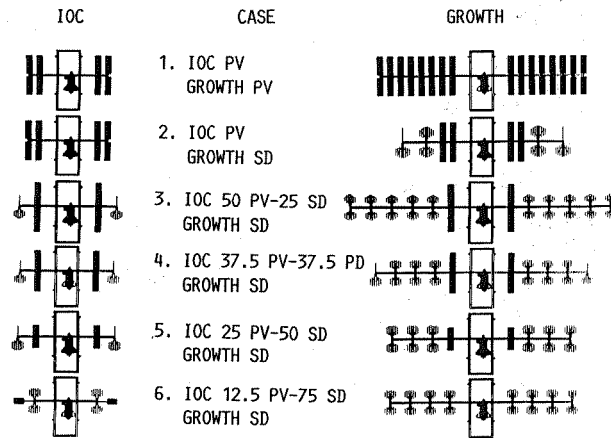 IOC CASE GROWTH
1. IOC PV
GROWTH PV
2. IOC PV
GROWTH SD
3. IOC 50 PV-25 SD
GROWTH SD
4. IOC 37.5 PV-37.5 PD
GROWTH SD
5. IOC 25 PV-50 SD
GROWTH SD
6. IOC 12.5 PV-75 SD
GROWTH SD